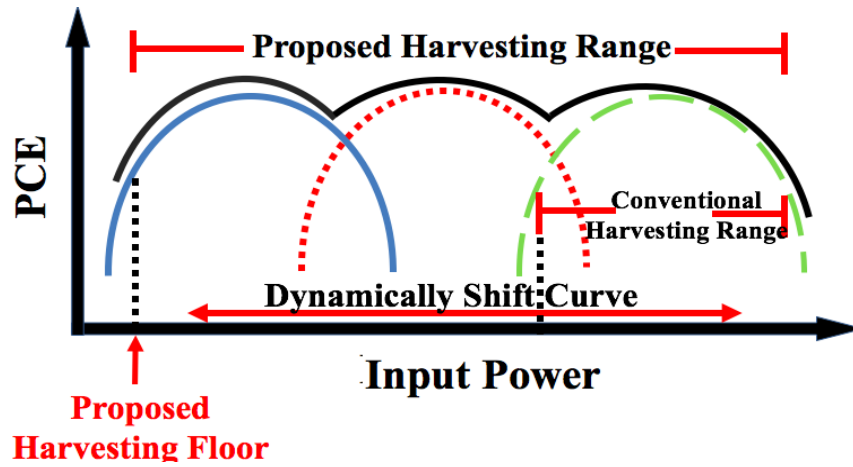 Proposed Harvesting Range
PCE
Conventional
Harvesting Range
Dynamically Shift Curve
Input Power
Proposed
Harvesting Floor